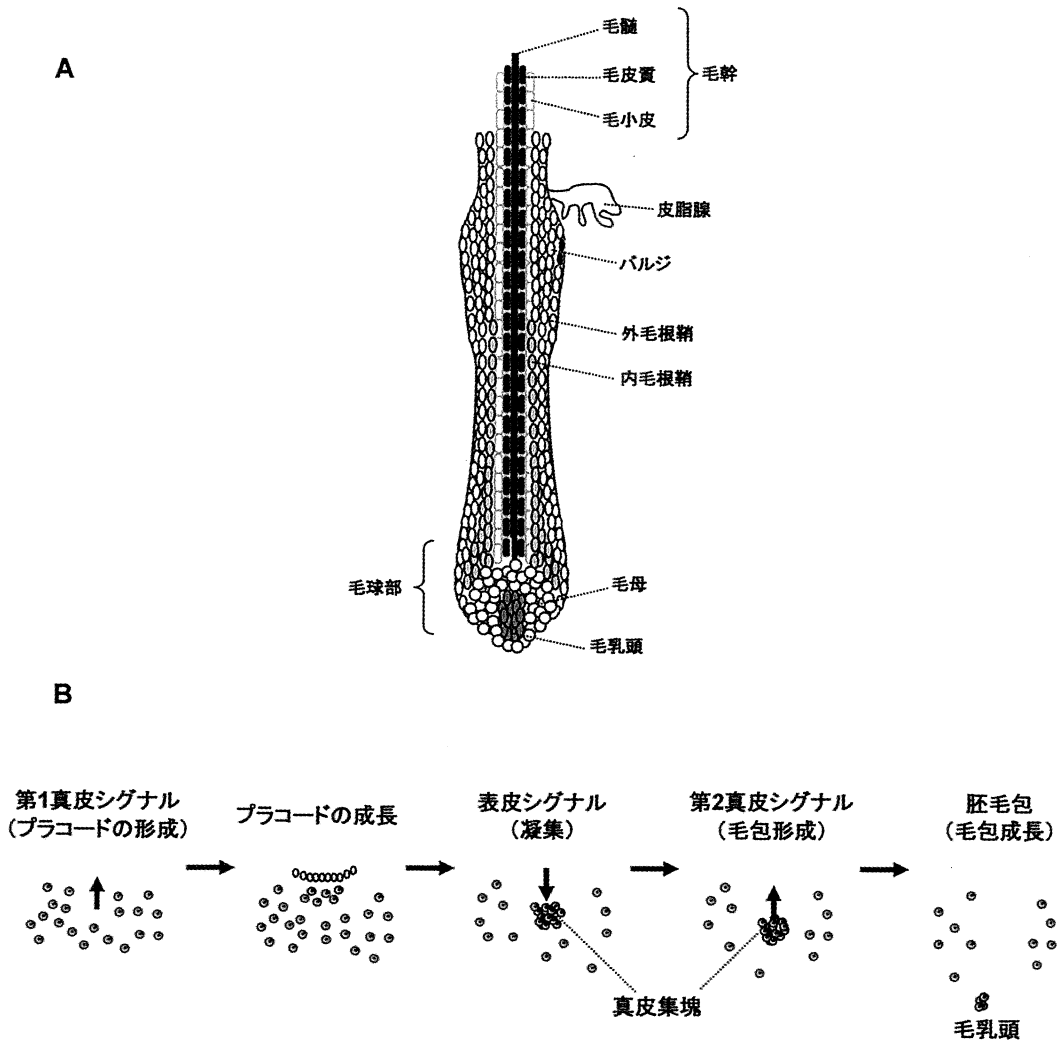 A
毛髄
毛皮質
毛幹
毛小皮
皮脂腺
バルジ
外毛根鞘
内毛根鞘
毛球部
毛母
毛乳頭
B
第1真皮シグナル
(プラコードの形成)
プラコードの成長
表皮シグナル
(凝集)
第2真皮シグナル
(毛包形成)
胚毛包
(毛包成長)
真皮集塊
毛乳頭